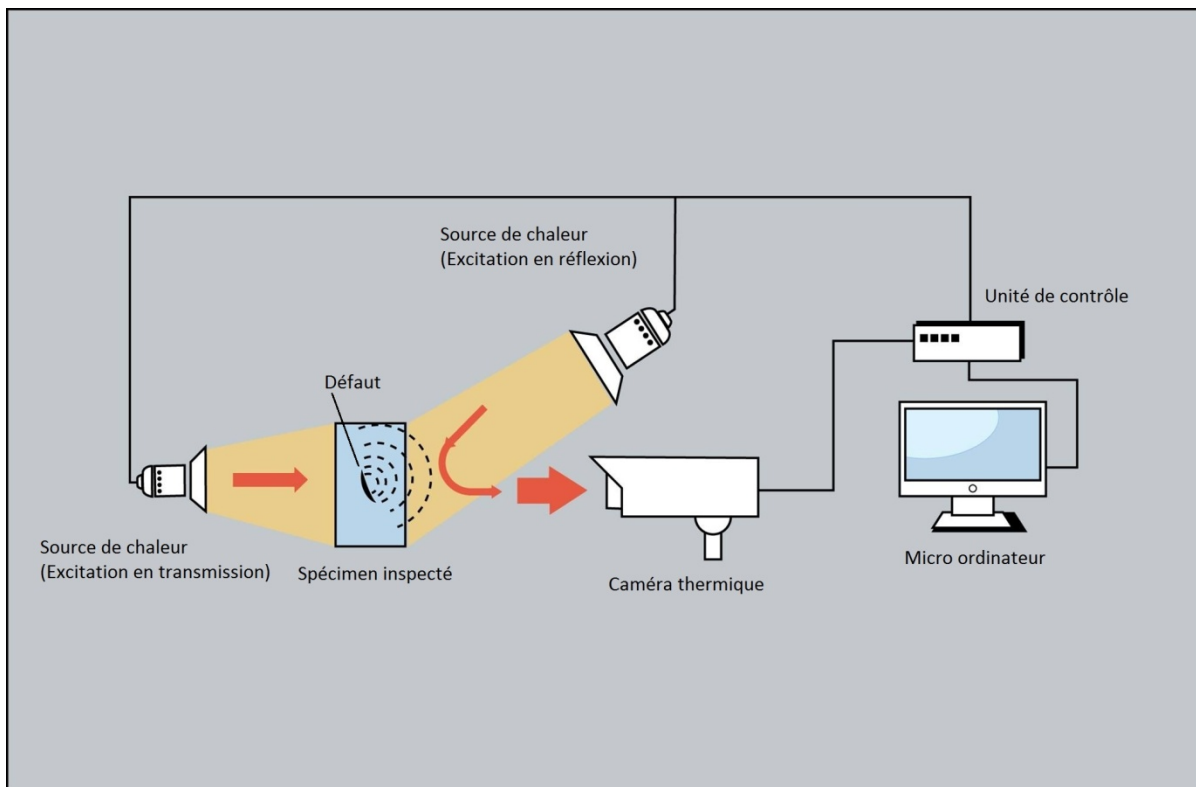 Source de chaleur
(Excitation en réflexion)
Unité de contrôle
Défaut
Source de chaleur
(Excitation en transmission)
Spécimen inspecté
Caméra thermique
Micro ordinateur